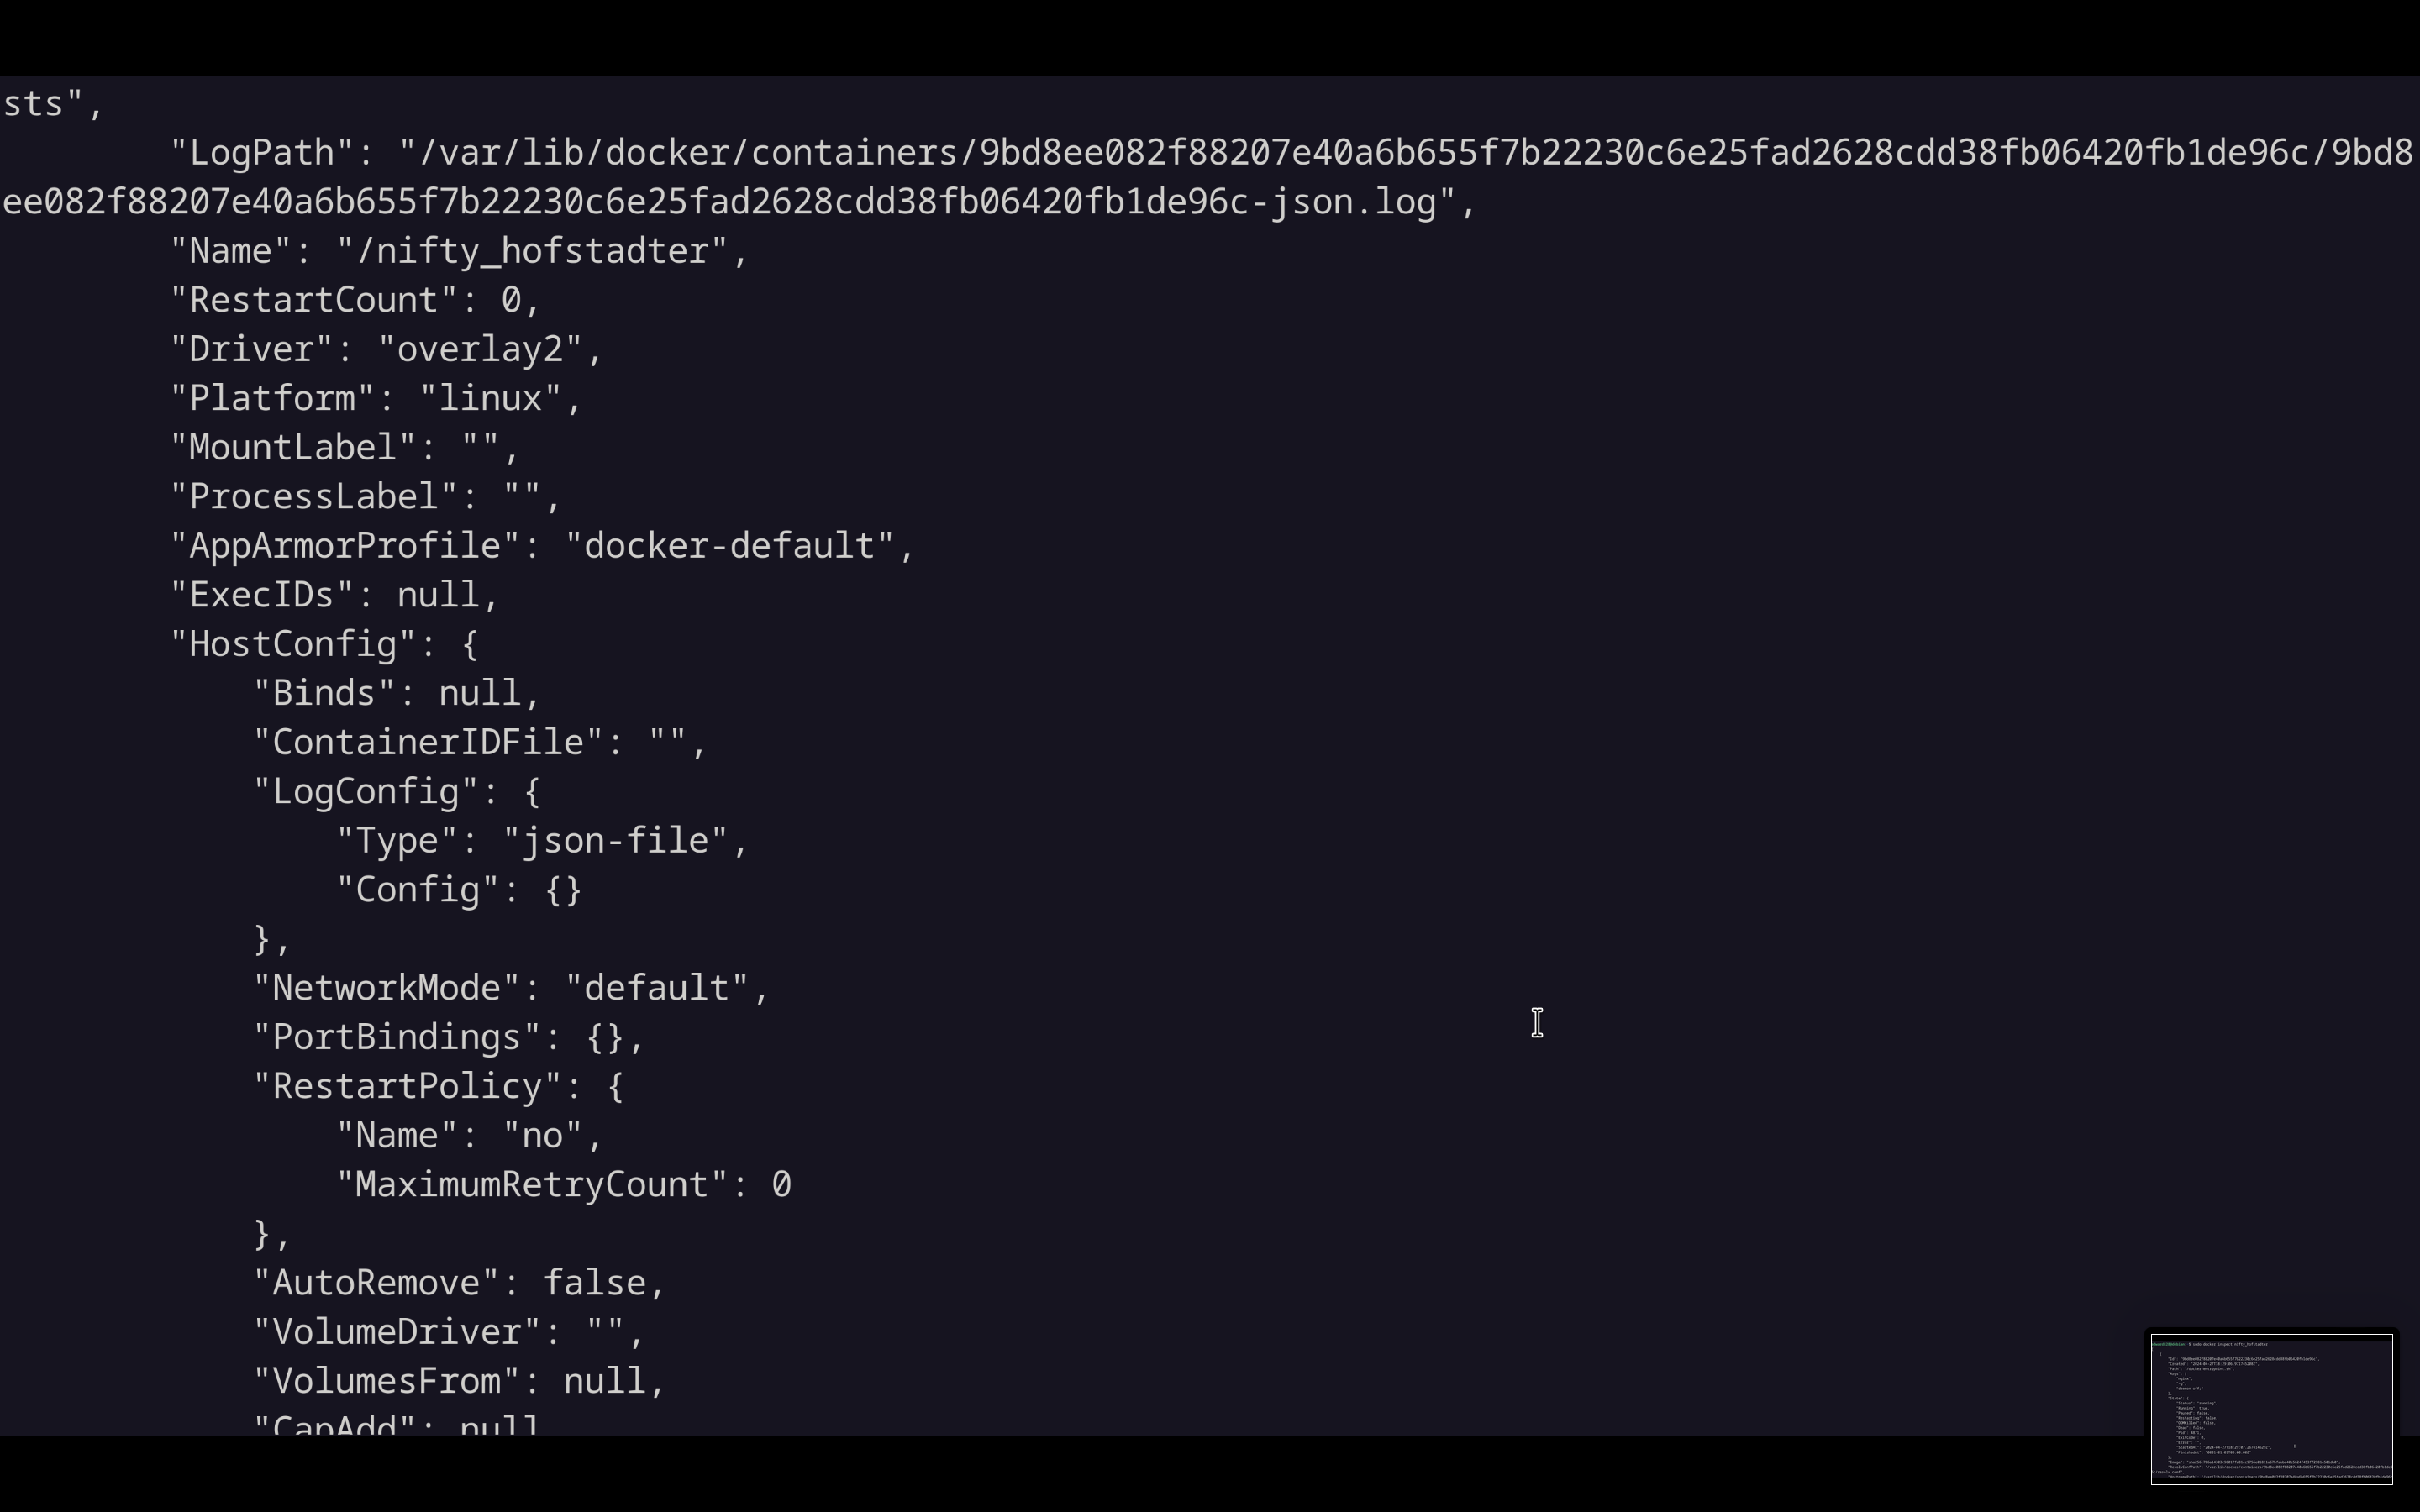 sts",
        "LogPath": "/var/lib/docker/containers/9bd8ee082f88207e40a6b655f7b22230c6e25fad2628cdd38fb06420fb1de96c/9bd8
ee082f88207e40a6b655f7b22230c6e25fad2628cdd38fb06420fb1de96c-json.log",
        "Name": "/nifty_hofstadter",
        "RestartCount": 0,
        "Driver": "overlay2",
        "Platform": "linux",
        "MountLabel": "",
        "ProcessLabel": "",
        "AppArmorProfile": "docker-default",
        "ExecIDs": null,
        "HostConfig": {
            "Binds": null,
            "ContainerIDFile": "",
            "LogConfig": {
                "Type": "json-file",
                "Config": {}
            },
            "NetworkMode": "default",
            "PortBindings": {},
            "RestartPolicy": {
                "Name": "no",
                "MaximumRetryCount": 0
            },
            "AutoRemove": false,
            "VolumeDriver": "",
            "VolumesFrom": null,
            "CapAdd": null